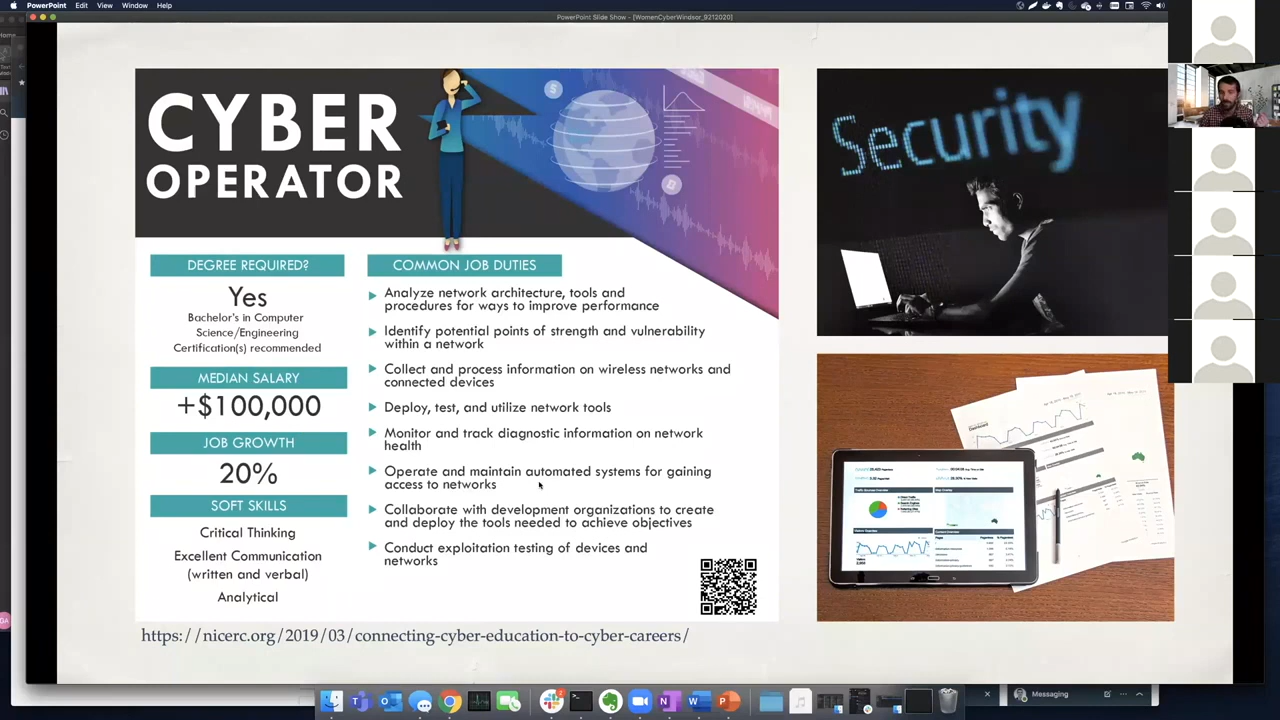 PowerPoint Edit View Window Help
PowerPoint Slide Show - [WomenCyberWindsor_9212020]
CYBER
OPERATOR
DEGREE REQUIRED?
Yes
Bachelor's in Computer
Science/Engineering
Certification(s) recommended
MEDIAN SALARY
+$100,000
JOB GROWTH
20%
SOFT SKILLS
Critical Thinking
Excellent Communication
(written and verbal)
Analytical
COMMON JOB DUTIES
Analyze network architecture, tools and
procedures for ways to improve performance
Identify potential points of strength and vulnerability
within a network
Collect and process information on wireless networks and
connected devices
Deploy, test, and utilize network tools
Monitor and track diagnostic information on network
health
Operate and maintain automated systems for gaining
access to networks
Collaborate with development organizations to create
and deploy the tools needed to achieve objectives
Conduct exploitation testing of devices and
networks
https://nicerc.org/2019/03/connecting-cyber-education-to-cyber-careers/
Security
Messaging